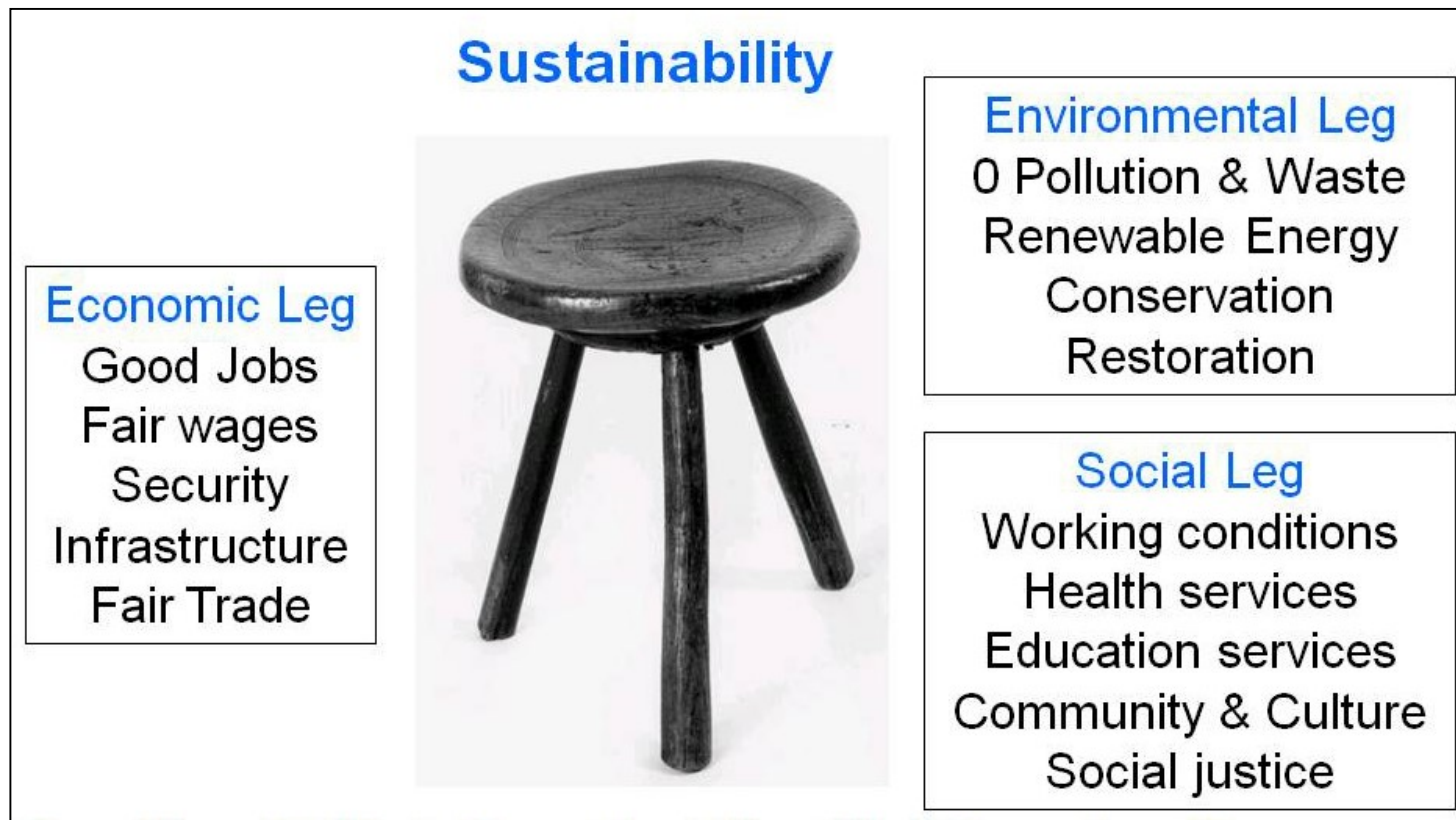 Sustainability
Economic Leg
Good Jobs
Fair wages
Security
Infrastructure
Fair Trade
Environmental Leg
0 Pollution & Waste
Renewable Energy
Conservation
Restoration
Social Leg
Working conditions
Health services
Education services
Community & Culture
Social justice